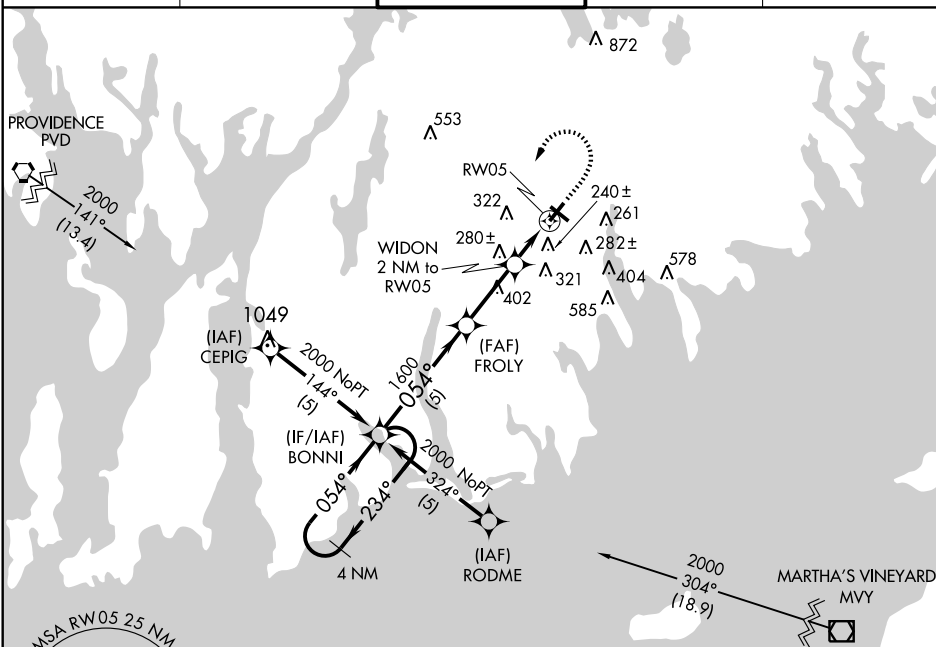 872
553
PROVIDENCE
PVD
2000
141°
(13.4)
RW05
240 ±
322
261
WIDON
2 NM to
RW05
280 ±
282 ±
578
321
404
402
585
1049
(IAF)
CEPIG
2000 NoPT
144°
(5)
(FAF)
FROLY
1600
054°
(5)
(IF/IAF)
BONNI
2000 NoPT
324°
(5)
054°
234°
4 NM
(IAF)
RODME
2000
304°
(18.9)
MARTHA'S VINEYARD
MVY
MSA RW05 25 NM